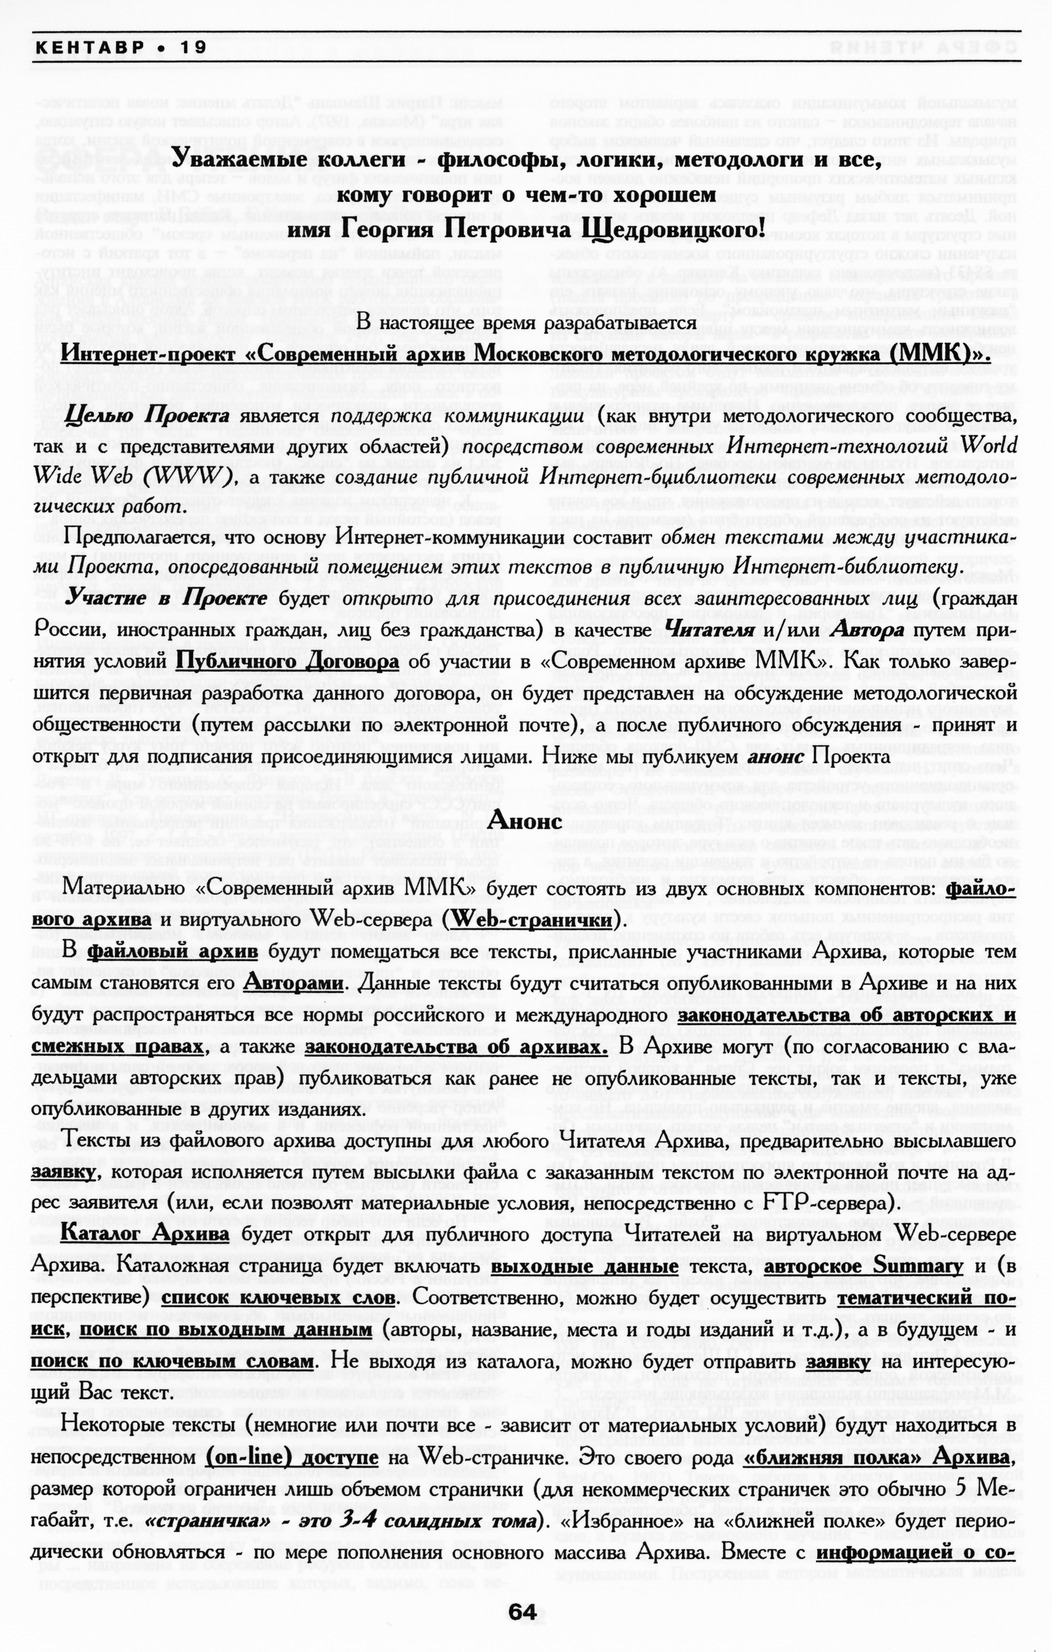 КЕНТАВР • 19
Уважаемые коллеги - философы, логики, методологи и все,
кому говорит о чем-то хорошем
имя Георгия Петровича Щедровицкого!
В настоящее время разрабатывается
Интернет-проект «Современный архив Московского методологического кружка (ММК)».
Целью Проекта является поддержка коммуникации (как внутри методологического сообщества,
так и с представителями других областей) посредством современных Интернет-технологий World
Wide Web (WWW), а также создание публичной Интернет-бциблиотеки современных методоло-
гических работ.
Предполагается, что основу Интернет-коммуникации составит обмен текстами между участника-
ми Проекта, опосредованный помещением этих текстов в публичную Интернет-библиотеку.
Участие в Проекте будет открыто для присоединения всех заинтересованных лиц (граждан
России, иностранных граждан, лиц без гражданства) в качестве Читателя и/или Автора путем при-
нятия условий Публичного Договора об участии в «Современном архиве ММК». Как только завер-
шится первичная разработка данного договора, он будет представлен на обсуждение методологической
общественности (путем рассылки по электронной почте), а после публичного обсуждения - принят и
открыт для подписания присоединяющимися лицами. Ниже мы публикуем анонс Проекта
Анонс
Материально «Современный архив ММК» будет состоять из двух основных компонентов: файло-
вого архива и виртуального Web-сервера (Web-странички).
В файловый архив будут помещаться все тексты, присланные участниками Архива, которые тем
самым становятся его Авторами. Данные тексты будут считаться опубликованными в Архиве и на них
будут распространяться все нормы российского и международного законодательства об авторских и
смежных правах, а также законодательства об архивах. В Архиве могут (по согласованию с вла-
дельцами авторских прав) публиковаться как ранее не опубликованные тексты, так и тексты, уже
опубликованные в других изданиях.
Тексты из файлового архива доступны для любого Читателя Архива, предварительно высылавшего
заявку, которая исполняется путем высылки файла с заказанным текстом по электронной почте на ад-
рес заявителя (или, если позволят материальные условия, непосредственно с FTP-сервера).
Каталог Архива будет открыт для публичного доступа Читателей на виртуальном Web-сервере
Архива. Каталожная страница будет включать выходные данные текста, авторское Summary и (в
перспективе) список ключевых слов. Соответственно, можно будет осуществить тематический по-
иск, поиск по выходным данным (авторы, название, места и годы изданий и т.д.), а в будущем - и
поиск по ключевым словам. Не выходя из каталога, можно будет отправить заявку на интересую-
щий Вас текст.
Некоторые тексты (немногие или почти все - зависит от материальных условий) будут находиться в
непосредственном (on-line) доступе на Web-страничке. Это своего рода «ближняя полка» Архива,
размер которой ограничен лишь объемом странички (для некоммерческих страничек это обычно 5 Ме-
габайт, т.е. «страничка» - это 3-4 солидных тома). «Избранное» на «ближней полке» будет перио-
дически обновляться - по мере пополнения основного массива Архива. Вместе с информацией о со-
64